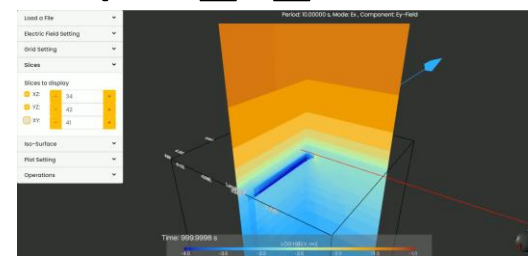 Period: 10.00000 s, Mode: Ex , Component: Ey-Field
Load a File
Electric Field Setting
Grid Setting
Slices
Slices to display
XZ: - 34 +
YZ: - 42 +
XY: - 41 +
Iso-Surface
Plot Setting
Operations
Time: 999.9998 s